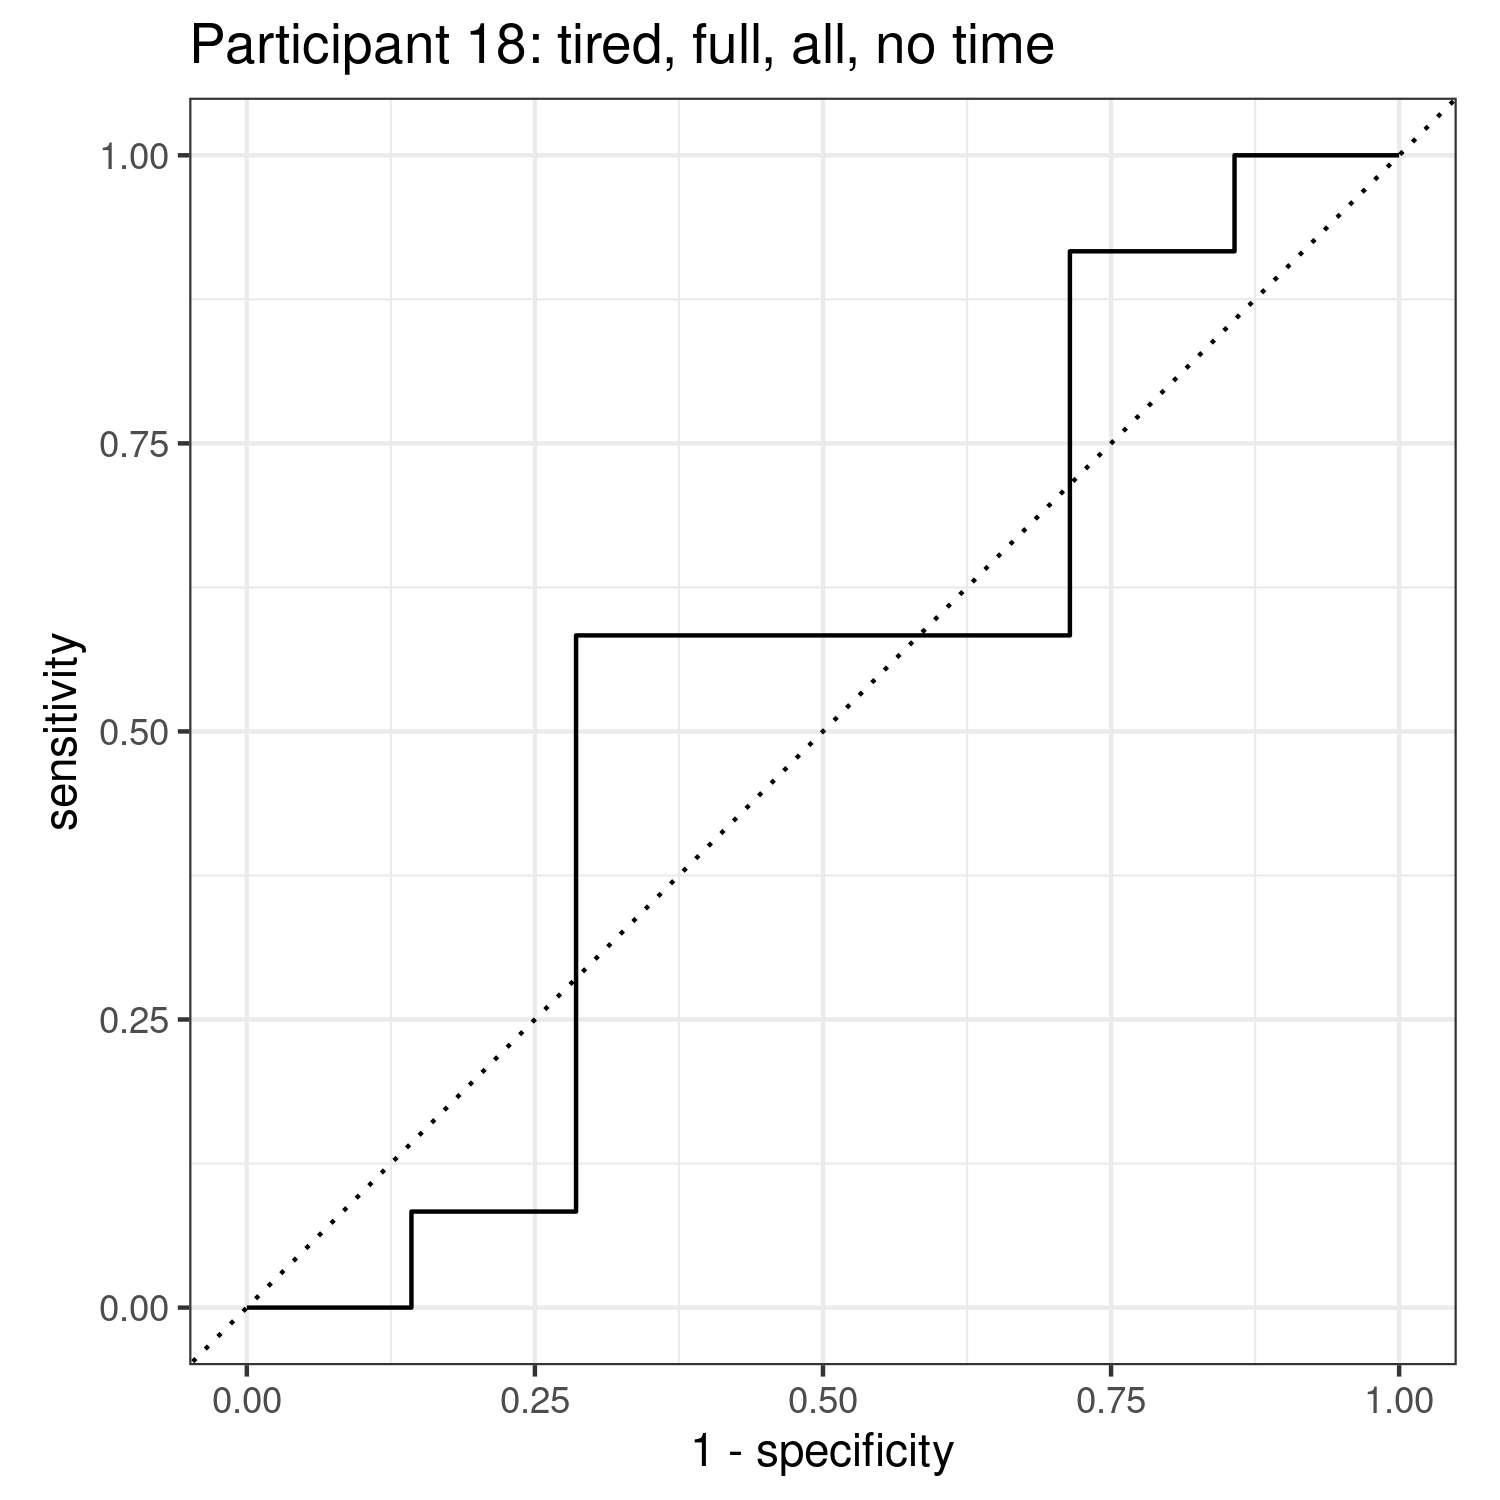 Participant 18: tired, full, all, no time
1.00
0.75
0.50
0.25
0.00
sensitivity
0.00 0.25 0.50 0.75 1.00
1 - specificity